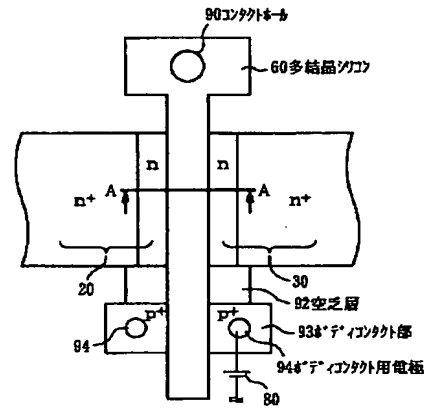 90コンタクトホール
60多結晶シリコン
n n
A A
n+ n+
20 30
92空乏層
p+ p+
93ボディコンタクト部
94 94ボディコンタクト用電極
80